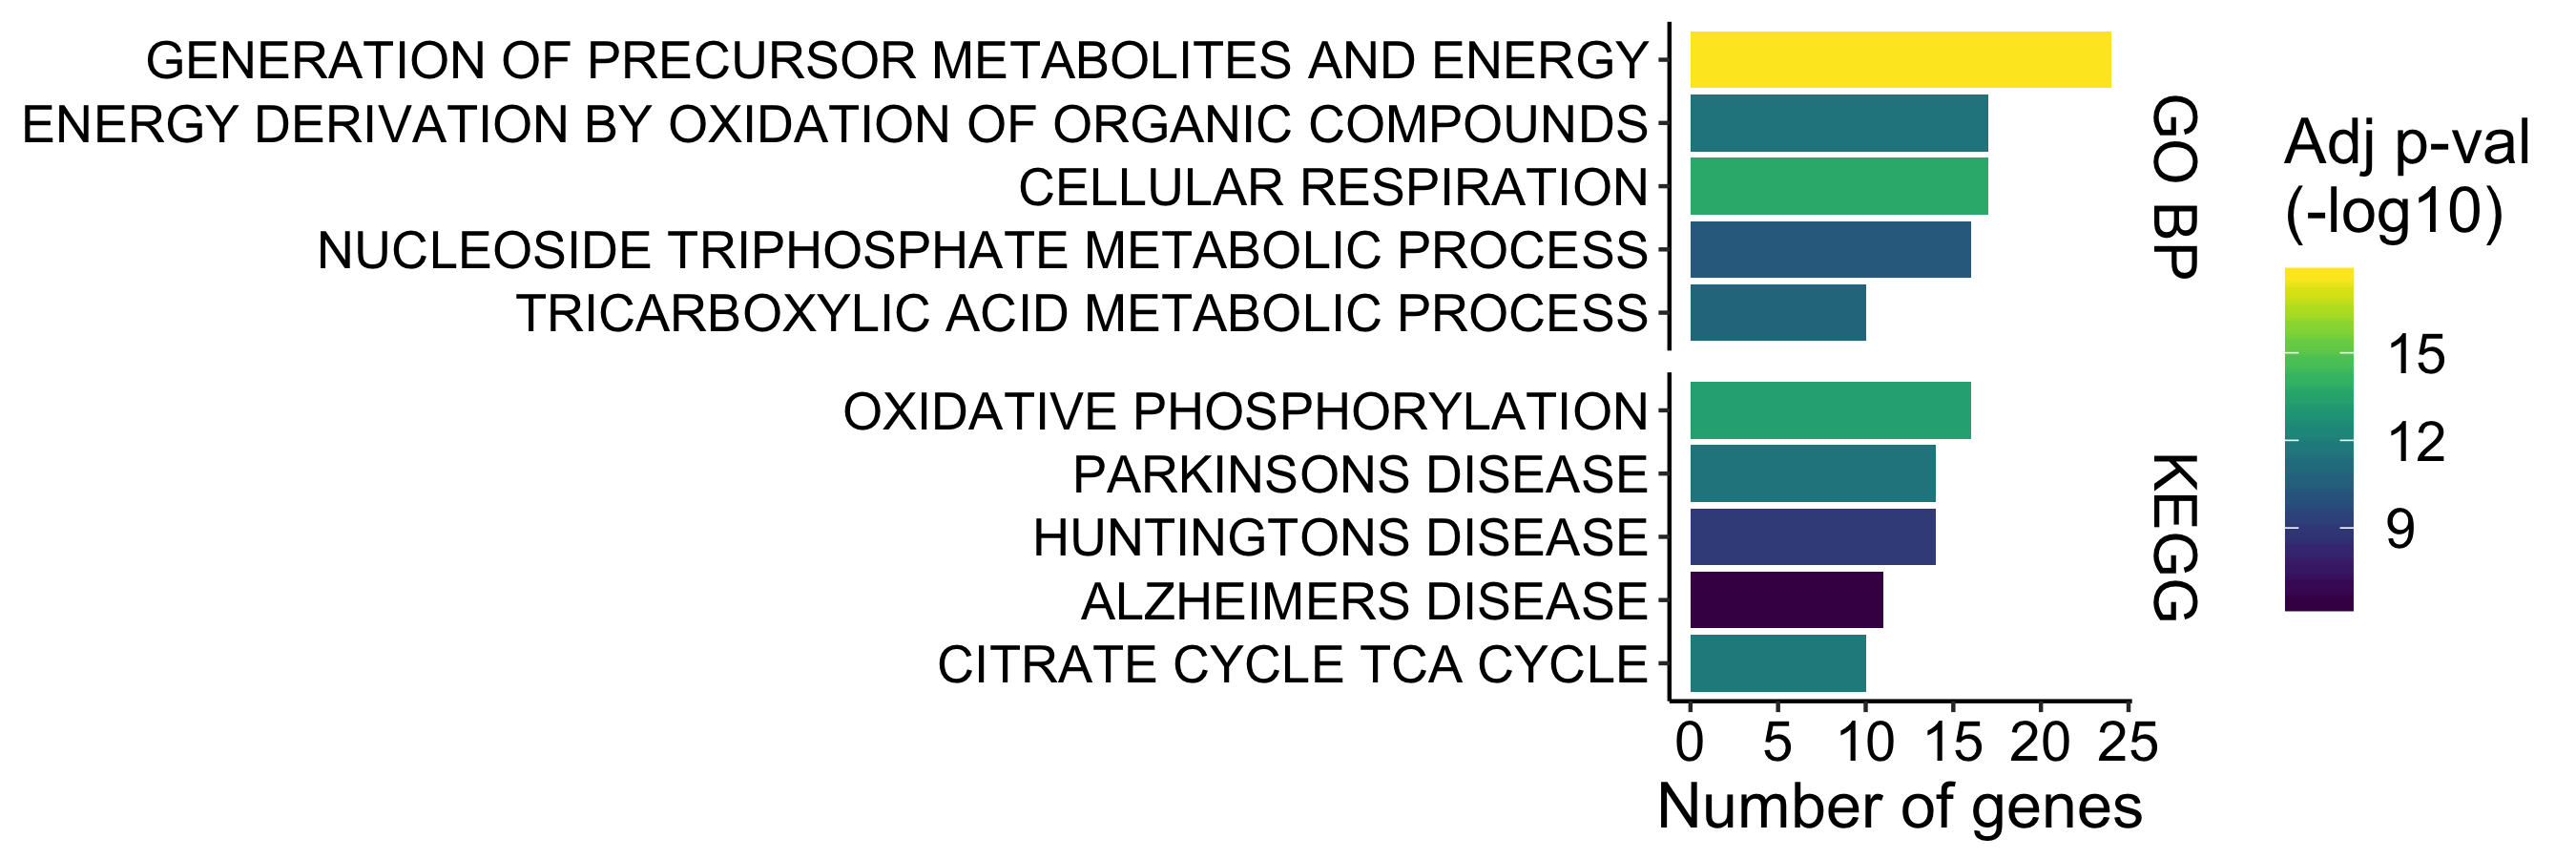 GENERATION OF PRECURSOR METABOLITES AND ENERGY
ENERGY DERIVATION BY OXIDATION OF ORGANIC COMPOUNDS
CELLULAR RESPIRATION
NUCLEOSIDE TRIPHOSPHATE METABOLIC PROCESS
TRICARBOXYLIC ACID METABOLIC PROCESS
GO BP
OXIDATIVE PHOSPHORYLATION
PARKINSONS DISEASE
HUNTINGTONS DISEASE
ALZHEIMERS DISEASE
CITRATE CYCLE TCA CYCLE
KEGG
0 5 10 15 20 25
Number of genes
Adj p-val
(-log10)
15
12
9